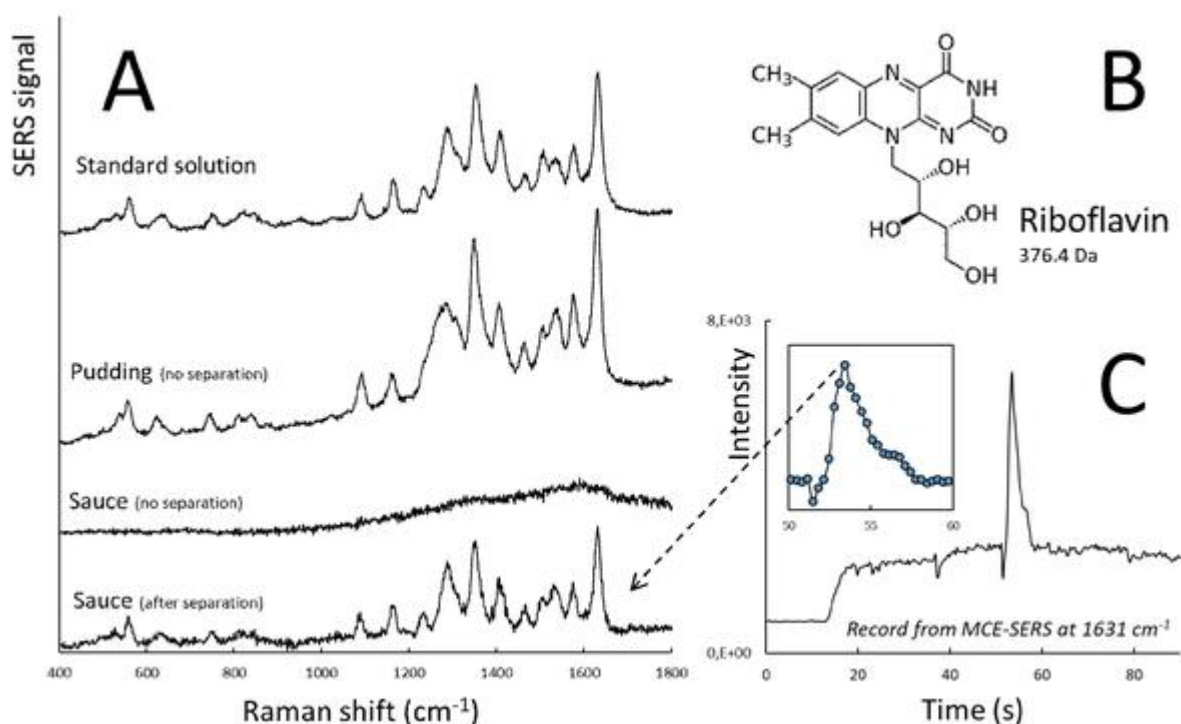 A
SERS signal
Standard solution
Pudding (no separation)
Sauce (no separation)
Sauce (after separation)
400 600 800 1000 1200 1400 1600 1800
Raman shift (cm⁻¹)
B
CH₃
CH₃
N
O
NH
N
N
O
OH
HO
OH
OH
Riboflavin
376.4 Da
C
8,E+03
Intensity
50 55 60
Record from MCE-SERS at 1631 cm⁻¹
0,E+00
0 20 40 60 80
Time (s)